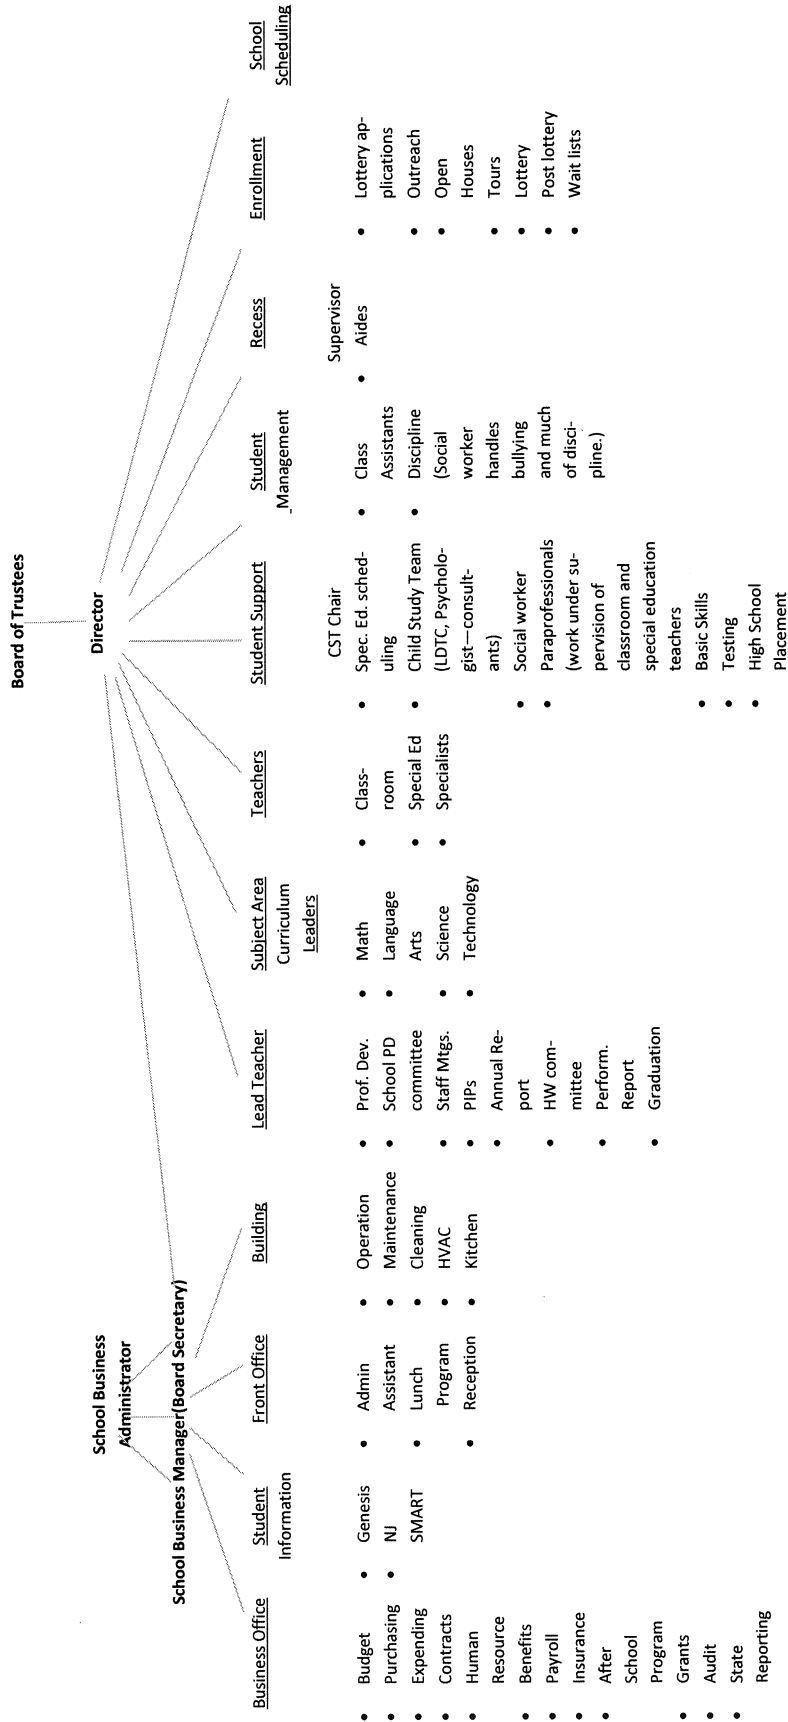 Board of Trustees
Director
School Business
Administrator
School Business Manager(Board Secretary)
Business Office
• Budget
• Purchasing
• Expending
• Contracts
• Human
Resource
• Benefits
• Payroll
• Insurance
• After
School
Program
• Grants
• Audit
• State
Reporting
Student
Information
• Genesis
• NJ
SMART
Front Office
• Admin
Assistant
• Lunch
Program
• Reception
Building
• Operation
• Maintenance
• Cleaning
• HVAC
• Kitchen
Lead Teacher
• Prof. Dev.
• School PD
committee
• Staff Mtgs.
• PIPs
• Annual Re-
port
• HW com-
mittee
• Perform.
Report
• Graduation
Subject Area
Curriculum
Leaders
• Math
• Language
Arts
• Science
• Technology
Teachers
• Class-
room
• Special Ed
• Specialists
Student Support
CST Chair
• Spec. Ed. sched-
uling
• Child Study Team
(LDTC, Psycholo-
gist—consult-
ants)
• Social worker
• Paraprofessionals
(work under su-
pervision of
classroom and
special education
teachers
• Basic Skills
• Testing
• High School
Placement
Student
Management
• Class
Assistants
• Discipline
(Social
worker
handles
bullying
and much
of disci-
pline.)
Recess
Supervisor
• Aides
Enrollment
• Lottery ap-
plications
• Outreach
• Open
Houses
• Tours
• Lottery
• Post lottery
• Wait lists
School
Scheduling